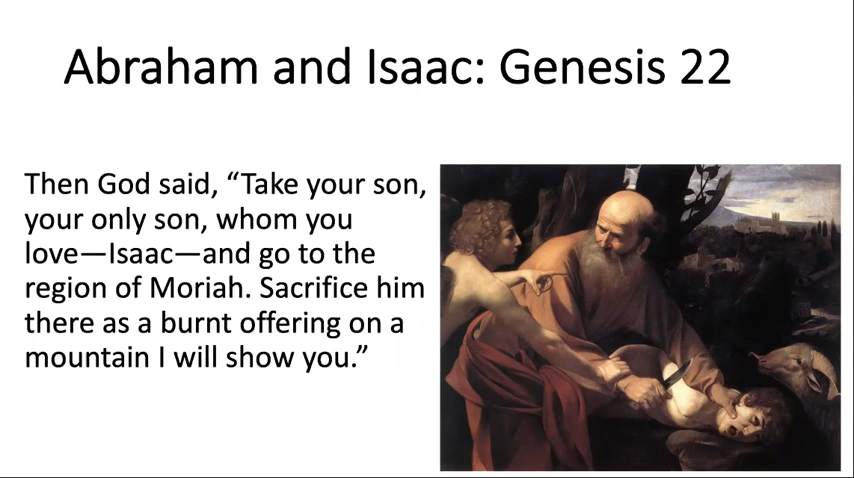 Abraham and Isaac: Genesis 22
Then God said, “Take your son,
your only son, whom you
love—Isaac—and go to the
region of Moriah. Sacrifice him
there as a burnt offering on a
mountain I will show you.”